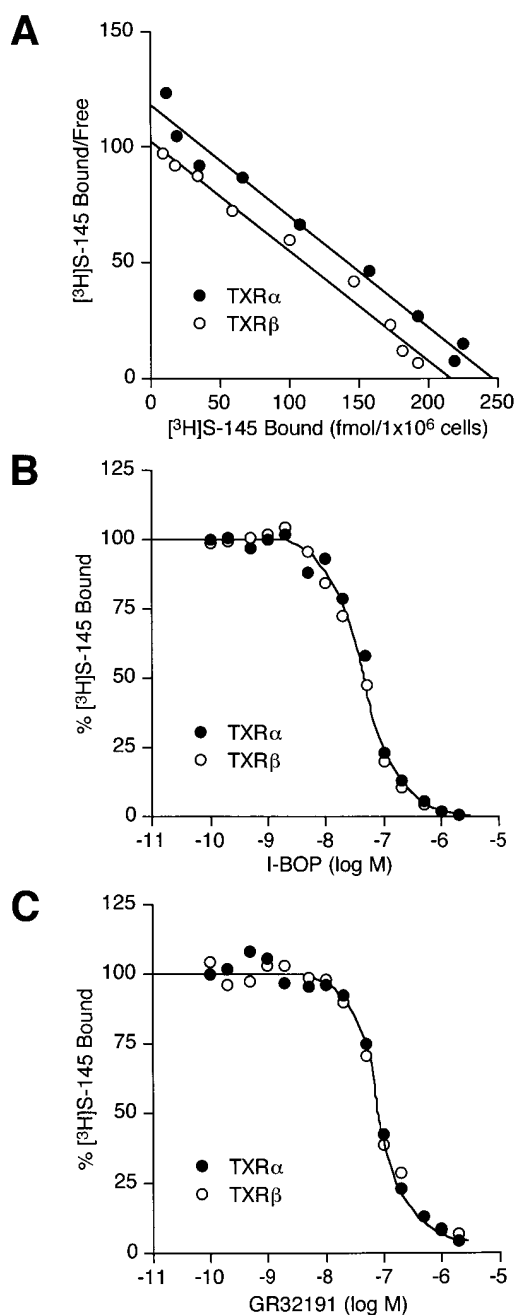 A
[³H]S-145 Bound/Free
150
100
50
0
TXRα
TXRβ
0 50 100 150 200 250
[³H]S-145 Bound (fmol/1x10⁶ cells)
B
% [³H]S-145 Bound
125
100
75
50
25
0
TXRα
TXRβ
-11 -10 -9 -8 -7 -6 -5
I-BOP (log M)
C
% [³H]S-145 Bound
125
100
75
50
25
0
TXRα
TXRβ
-11 -10 -9 -8 -7 -6 -5
GR32191 (log M)